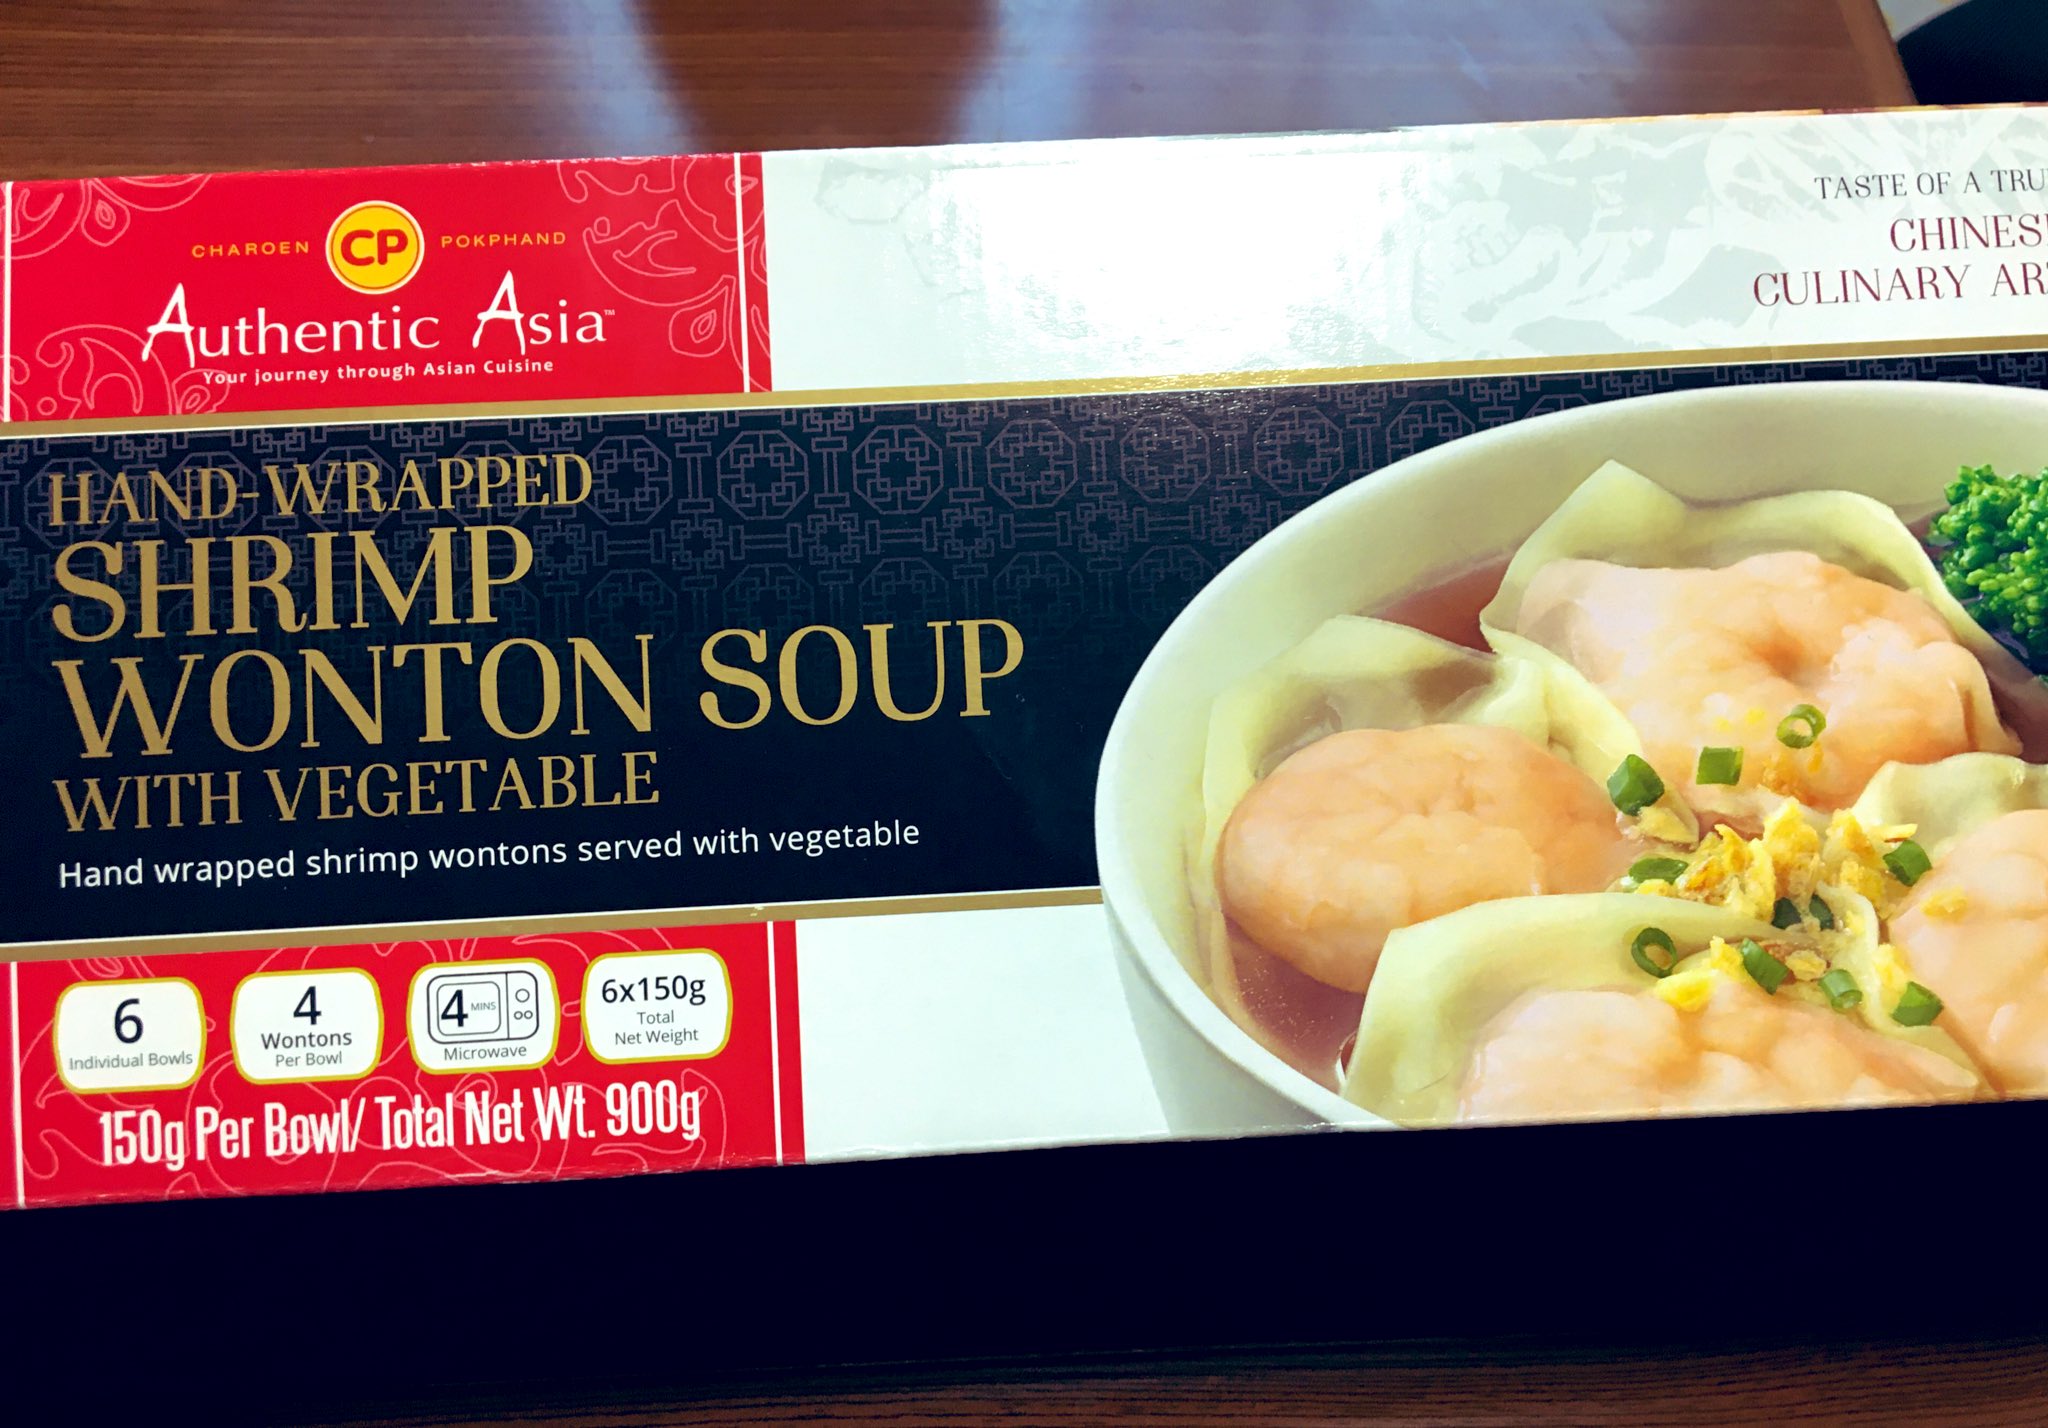 CHAROEN CP POKPHAND
Authentic Asia™
Your journey through Asian Cuisine
TASTE OF A
CHINES
CULINARY
HAND-WRAPPED
SHRIMP
WONTON SOUP
WITH VEGETABLE
Hand wrapped shrimp wontons served with vegetable
6
Individual Bowls
4
Wontons
Per Bowl
4 MINS
Microwave
6x150g
Total
Net Weight
150g Per Bowl/ Total Net Wt. 900g